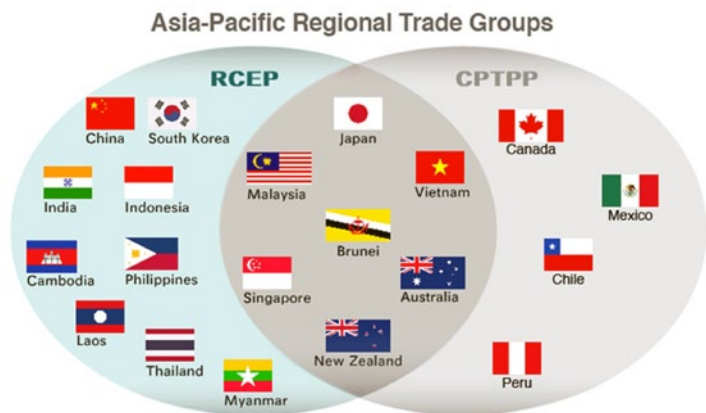 Asia-Pacific Regional Trade Groups
RCEP
CPTPP
China
South Korea
Japan
Canada
India
Indonesia
Malaysia
Vietnam
Mexico
Cambodia
Philippines
Brunei
Singapore
Australia
Chile
Laos
Thailand
New Zealand
Peru
Myanmar